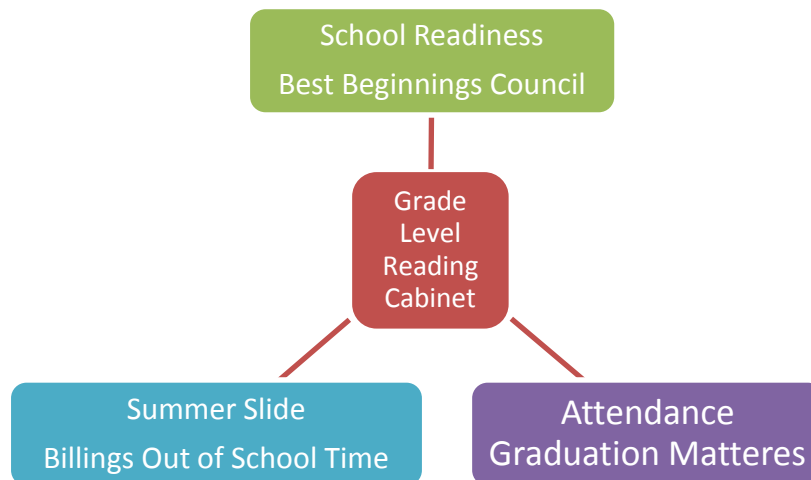 School Readiness
Best Beginnings Council
Grade
Level
Reading
Cabinet
Summer Slide
Billings Out of School Time
Attendance
Graduation Matteres